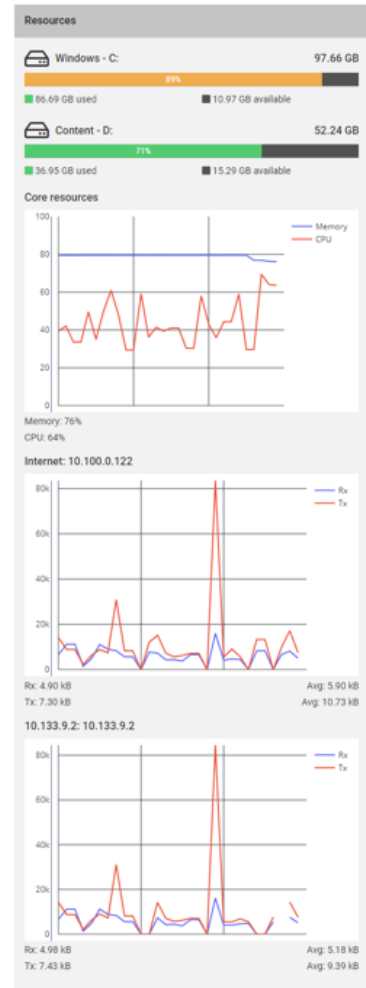 Resources
Windows - C: 97.66 GB
89%
86.69 GB used 10.97 GB available
Content - D: 52.24 GB
71%
36.95 GB used 15.29 GB available
Core resources
100
Memory
CPU
80
60
40
20
0
Memory: 76%
CPU: 64%
Internet: 10.100.0.122
80k
Rx
Tx
60k
40k
20k
0
Rx: 4.90 kB Avg: 5.90 kB
Tx: 7.30 kB Avg: 10.73 kB
10.133.9.2: 10.133.9.2
80k
Rx
Tx
60k
40k
20k
0
Rx: 4.98 kB Avg: 5.18 kB
Tx: 7.43 kB Avg: 9.39 kB